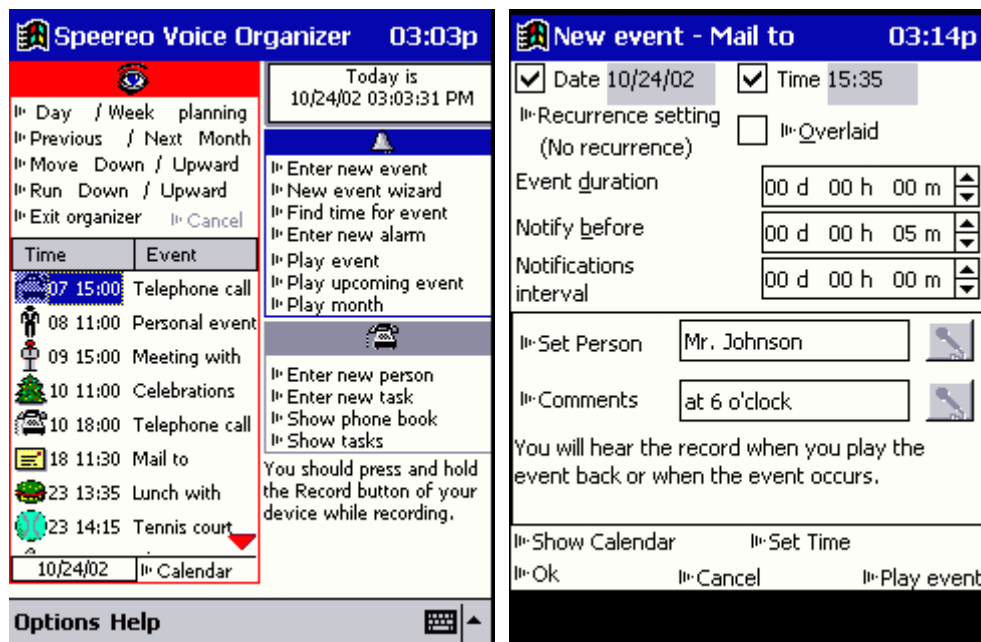 Speereo Voice Organizer 03:03p
Day / Week planning
Previous / Next Month
Move Down / Upward
Run Down / Upward
Exit organizer Cancel
Time Event
07 15:00 Telephone call
08 11:00 Personal event
09 15:00 Meeting with
10 11:00 Celebrations
10 18:00 Telephone call
18 11:30 Mail to
23 13:35 Lunch with
23 14:15 Tennis court
10/24/02 Calendar
Today is
10/24/02 03:03:31 PM
Enter new event
New event wizard
Find time for event
Enter new alarm
Play event
Play upcoming event
Play month
Enter new person
Enter new task
Show phone book
Show tasks
You should press and hold
the Record button of your
device while recording.
Options Help
New event - Mail to 03:14p
Date 10/24/02 Time 15:35
Recurrence setting
(No recurrence)
Overlaid
Event duration 00 d 00 h 00 m
Notify before 00 d 00 h 05 m
Notifications
interval
00 d 00 h 00 m
Set Person Mr. Johnson
Comments at 6 o'clock
You will hear the record when you play the
event back or when the event occurs.
Show Calendar Set Time
Ok Cancel Play event